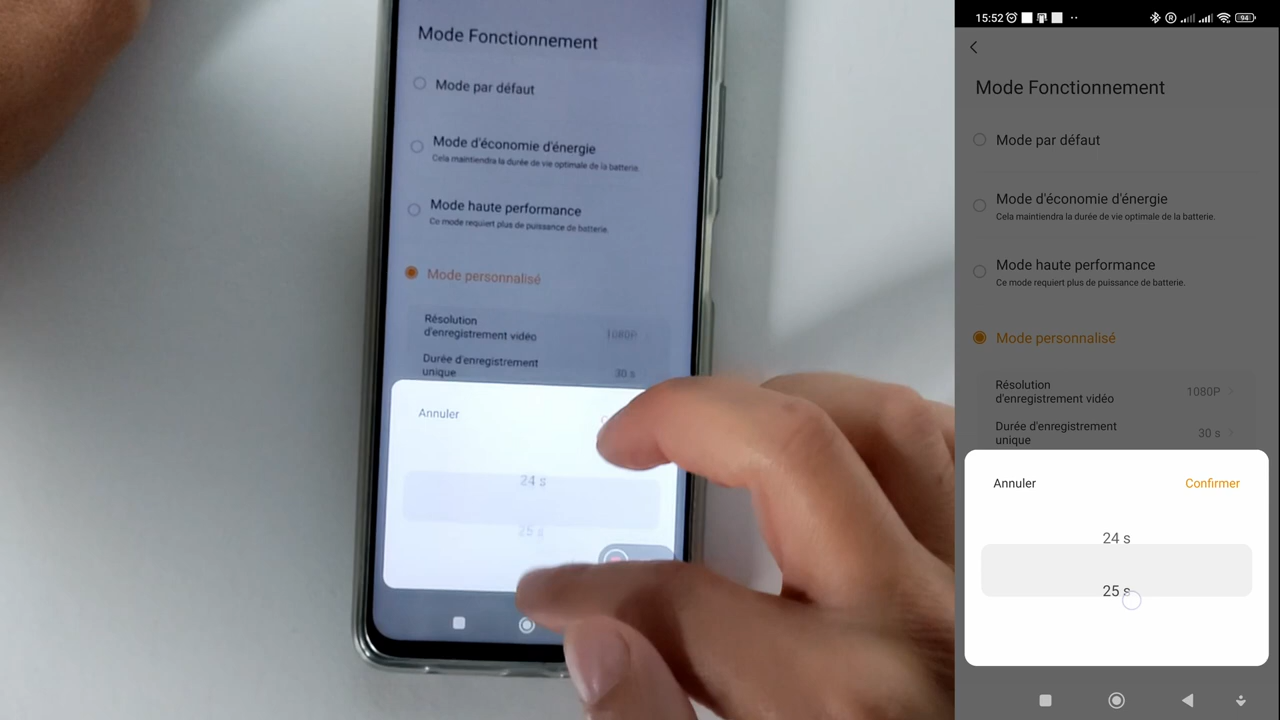 Mode Fonctionnement
Mode par défaut
Mode d'économie d'énergie
Cela maintiendra la durée de vie optimale de la batterie.
Mode haute performance
Ce mode requiert plus de puissance de batterie.
Mode personnalisé
Résolution
d'enregistrement vidéo
1080P
Durée d'enregistrement
unique
30 s
Annuler
24 s
25 s
15:52
94
Mode Fonctionnement
Mode par défaut
Mode d'économie d'énergie
Cela maintiendra la durée de vie optimale de la batterie.
Mode haute performance
Ce mode requiert plus de puissance de batterie.
Mode personnalisé
Résolution
d'enregistrement vidéo
1080P
Durée d'enregistrement
unique
30 s
Annuler
Confirmer
24 s
25 s